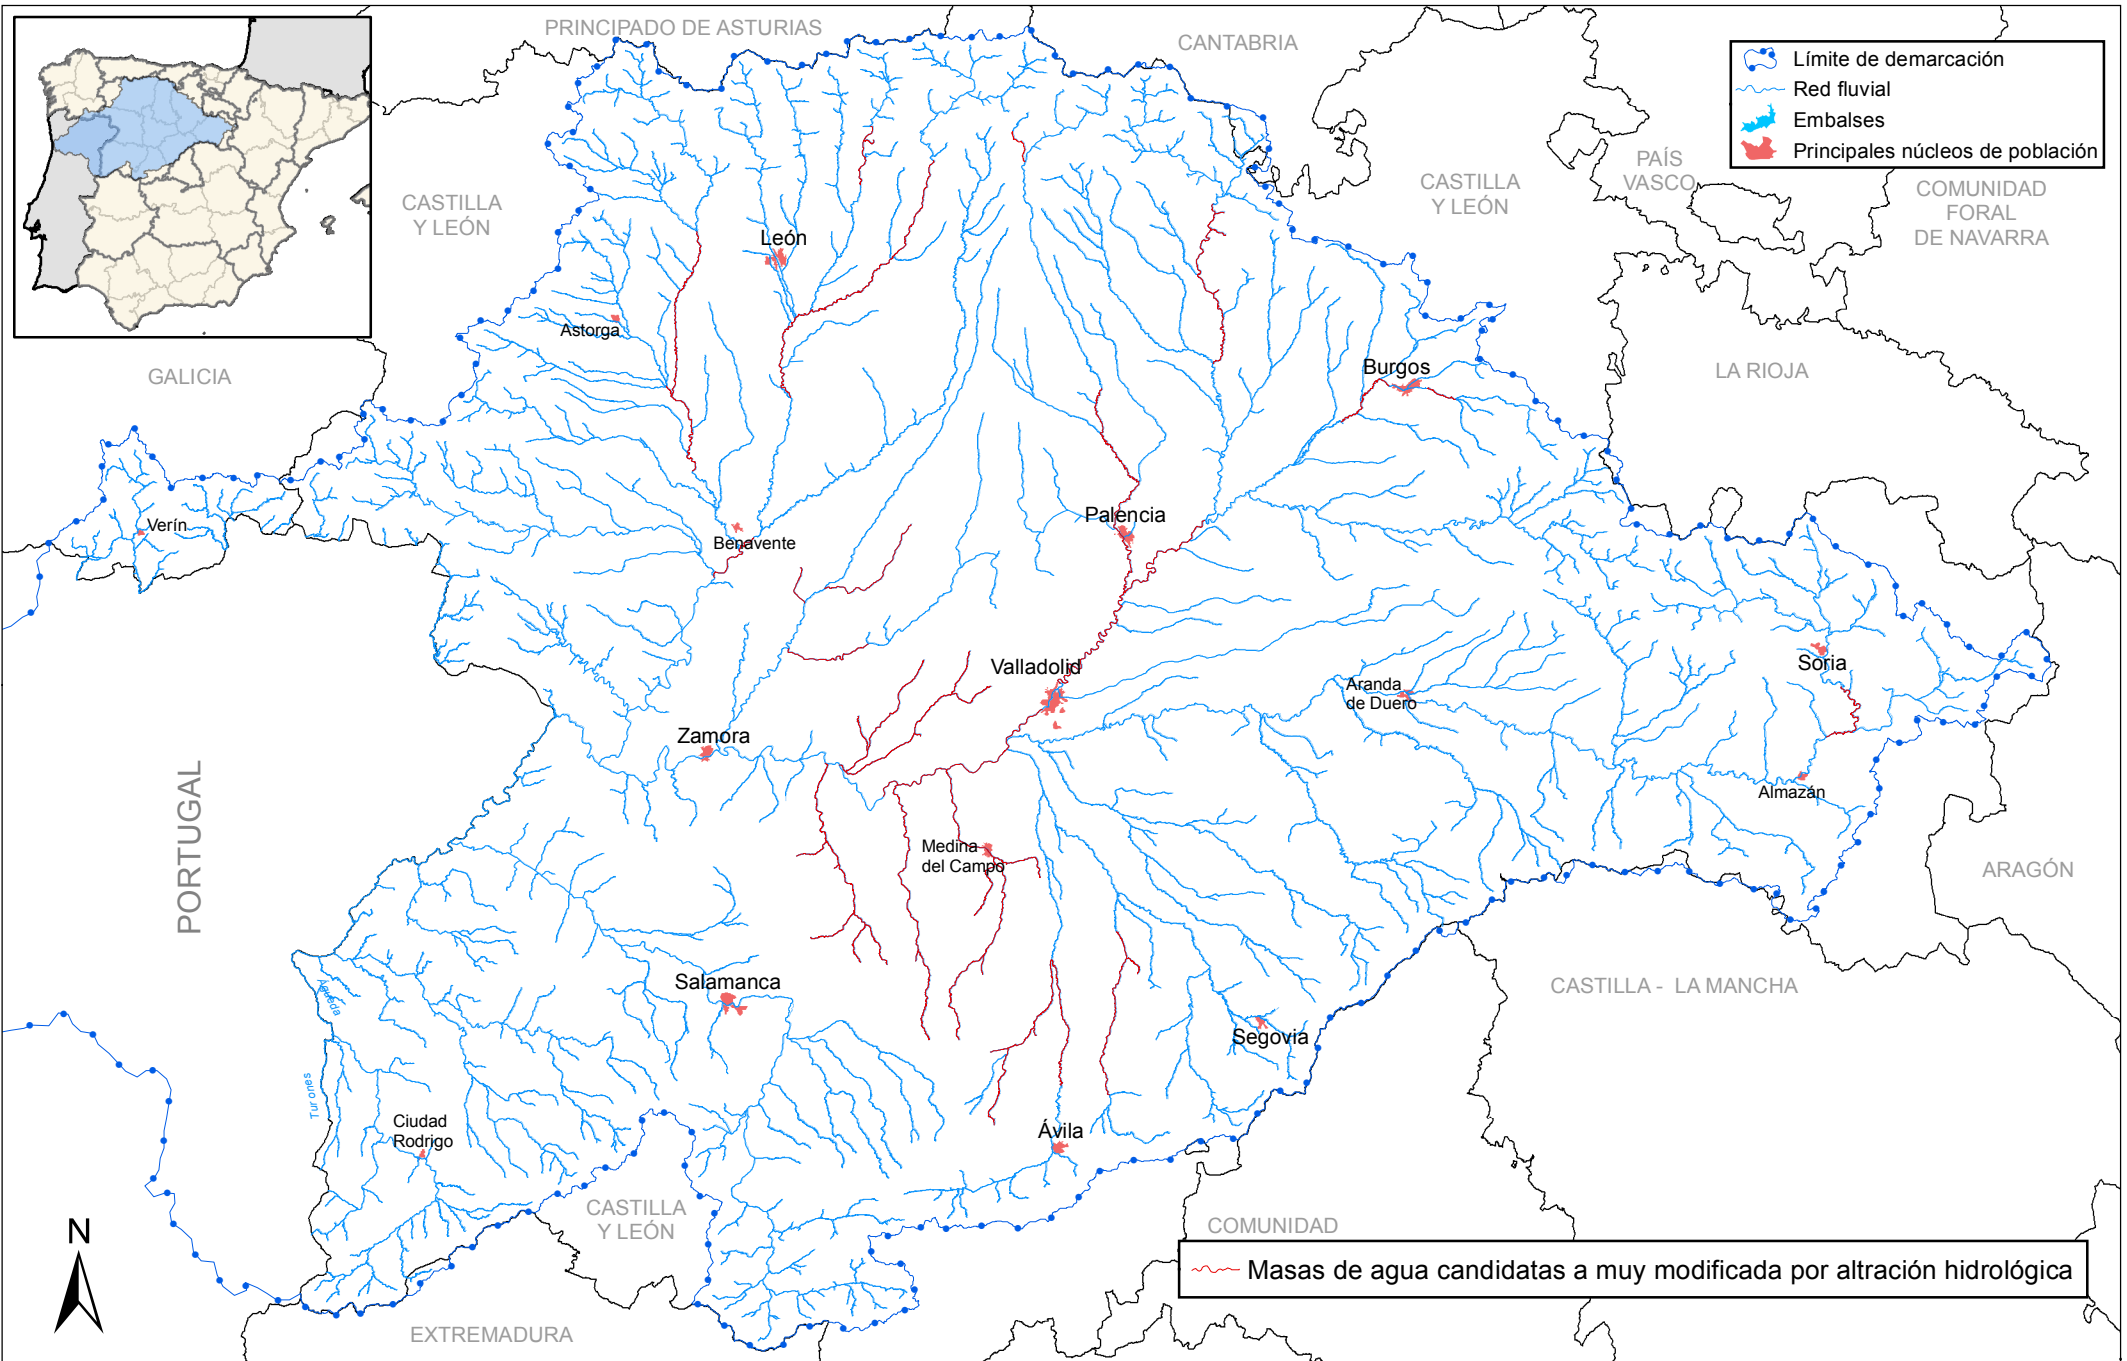 PRINCIPADO DE ASTURIAS
CANTABRIA
Límite de demarcación
Red fluvial
Embalses
Principales núcleos de población
PAÍS
VASCO
CASTILLA
Y LEÓN
COMUNIDAD
FORAL
DE NAVARRA
CASTILLA
Y LEÓN
León
Astorga
GALICIA
Burgos
LA RIOJA
Verín
Benavente
Palencia
Valladolid
Aranda
de Duero
Soria
Zamora
Almazán
PORTUGAL
Medina
del Campo
ARAGÓN
Salamanca
Águeda
CASTILLA - LA MANCHA
Segovia
Turones
Ciudad
Rodrigo
Ávila
CASTILLA
Y LEÓN
N
COMUNIDAD
Masas de agua candidatas a muy modificada por altración hidrológica
EXTREMADURA